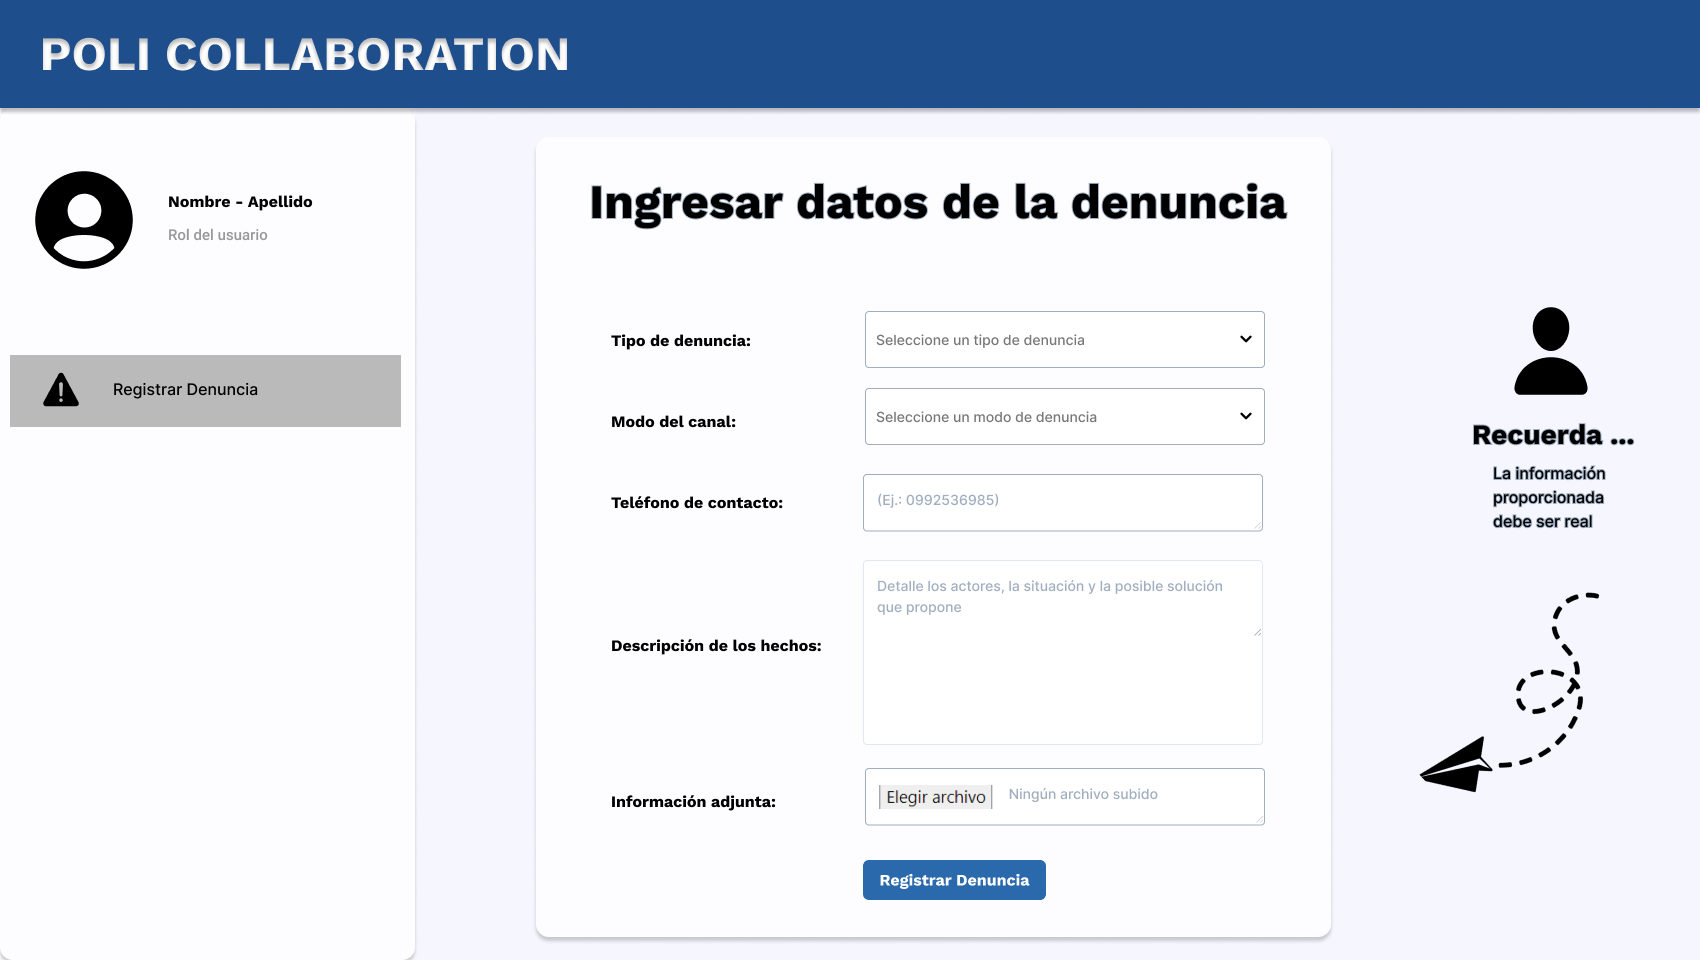 POLI COLLABORATION
Nombre - Apellido
Rol del usuario
Registrar Denuncia
Ingresar datos de la denuncia
Tipo de denuncia:
Seleccione un tipo de denuncia
Modo del canal:
Seleccione un modo de denuncia
Teléfono de contacto:
(Ej.: 0992536985)
Descripción de los hechos:
Detalle los actores, la situación y la posible solución
que propone
Información adjunta:
Elegir archivo
Ningún archivo subido
Registrar Denuncia
Recuerda ...
La información
proporcionada
debe ser real